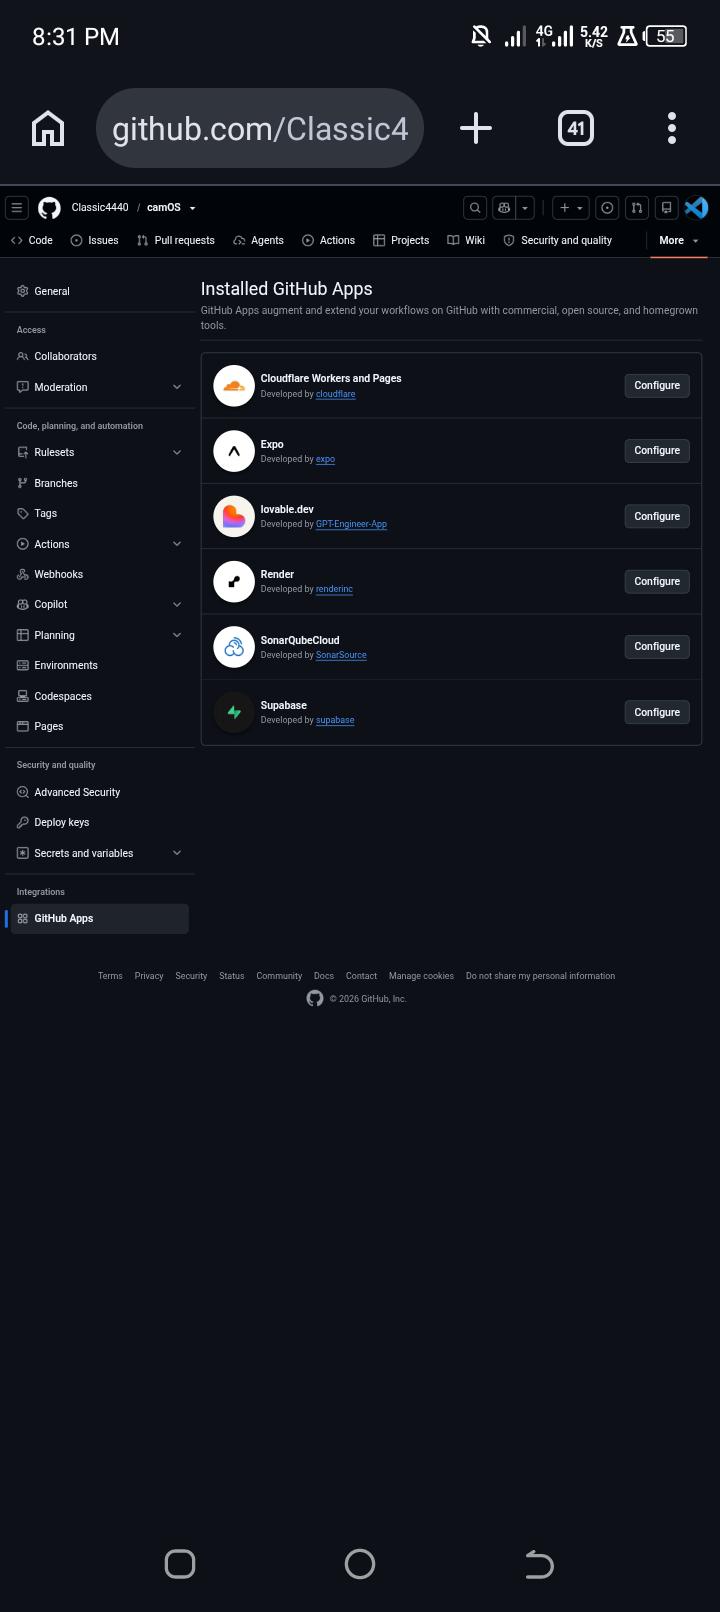 8:31 PM
4G
5.42
K/S
55
github.com/Classic4
41
Classic4440 / camOS
Code
Issues
Pull requests
Agents
Actions
Projects
Wiki
Security and quality
More
General
Access
Collaborators
Moderation
Code, planning, and automation
Rulesets
Branches
Tags
Actions
Webhooks
Copilot
Planning
Environments
Codespaces
Pages
Security and quality
Advanced Security
Deploy keys
Secrets and variables
Integrations
GitHub Apps
Installed GitHub Apps
GitHub Apps augment and extend your workflows on GitHub with commercial, open source, and homegrown
tools.
Cloudflare Workers and Pages
Developed by cloudflare
Configure
Expo
Developed by expo
Configure
lovable.dev
Developed by GPT-Engineer-App
Configure
Render
Developed by renderinc
Configure
SonarQubeCloud
Developed by SonarSource
Configure
Supabase
Developed by supabase
Configure
Terms Privacy Security Status Community Docs Contact Manage cookies Do not share my personal information
© 2026 GitHub, Inc.